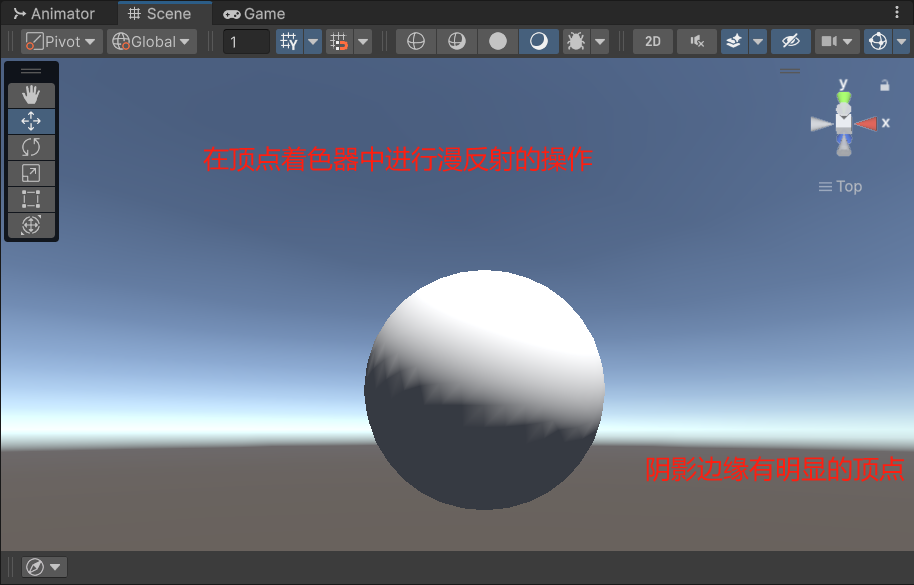 Animator
Scene
Game
Pivot
Global
1
2D
y
x
Top
在顶点着色器中进行漫反射的操作
阴影边缘有明显的顶点